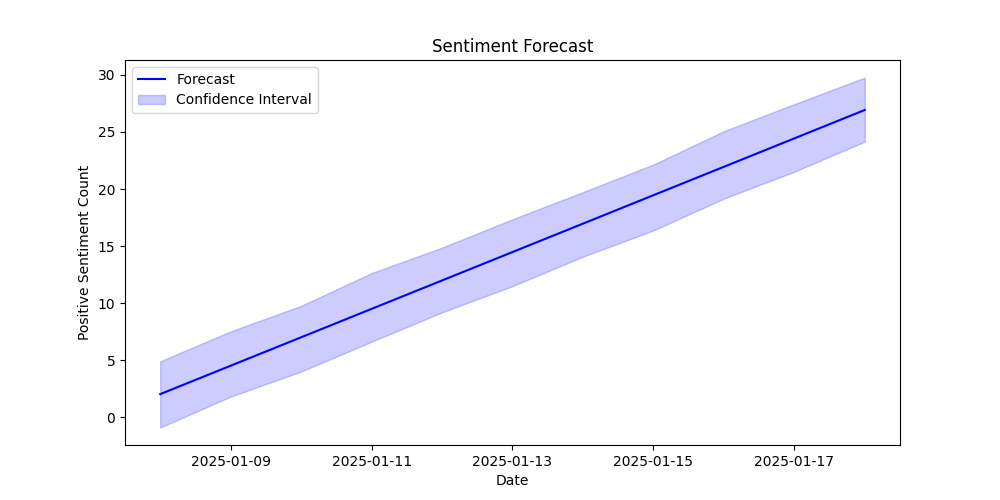 Sentiment Forecast
Forecast
Confidence Interval
Positive Sentiment Count
30
25
20
15
10
5
0
2025-01-09
2025-01-11
2025-01-13
2025-01-15
2025-01-17
Date